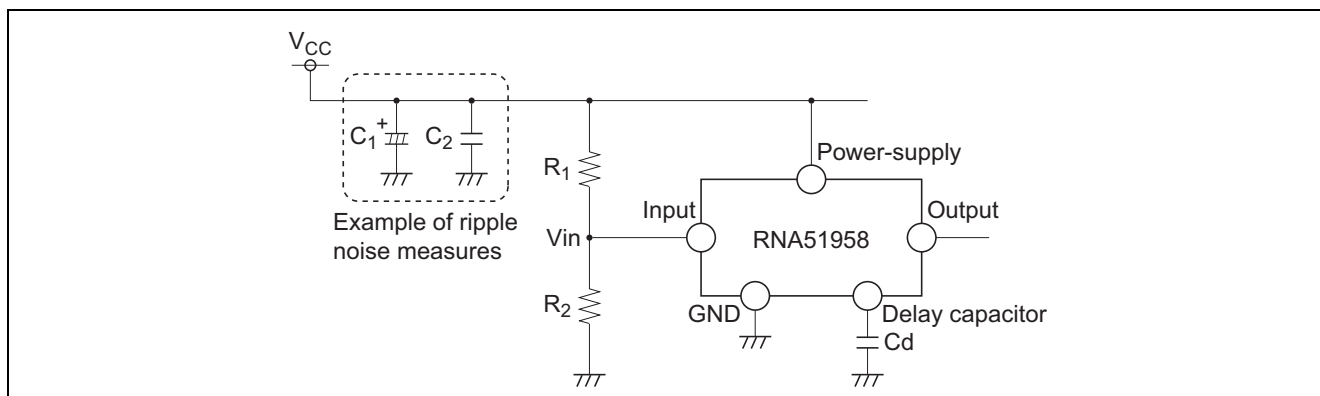 VCC
C1
+
C2
R1
Power-supply
Input
Output
Example of ripple
noise measures
Vin
RNA51958
R2
GND
Delay capacitor
Cd